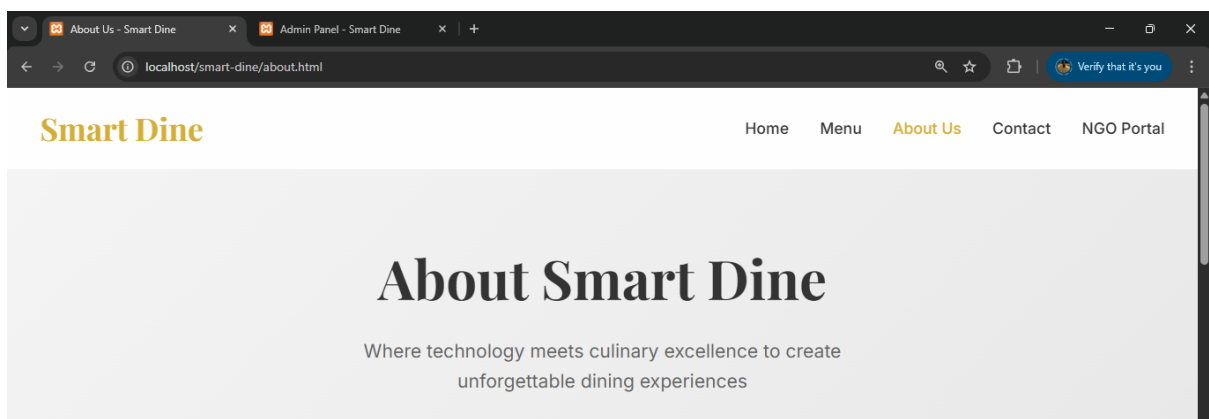 About Us - Smart Dine
Admin Panel - Smart Dine
localhost/smart-dine/about.html
Verify that it's you
Smart Dine
Home Menu About Us Contact NGO Portal
About Smart Dine
Where technology meets culinary excellence to create
unforgettable dining experiences